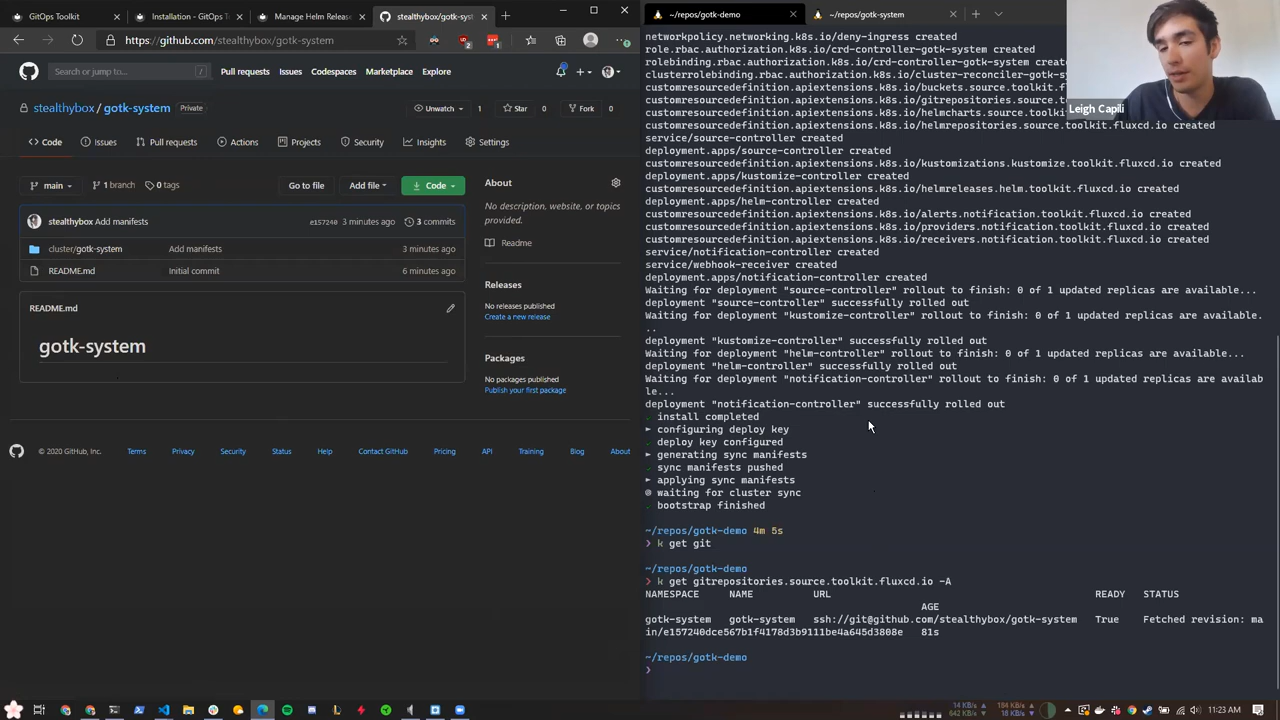 GitOps Toolkit
Installation - GitOps T
Manage Helm Releas
stealthybox/gotk-syst
https://github.com/stealthybox/gotk-system
Search or jump to...
/
Pull requests
Issues
Codespaces
Marketplace
Explore
stealthybox / gotk-system
Private
Unwatch
1
Star
0
Fork
0
Code
Issues
Pull requests
Actions
Projects
Security
Insights
Settings
main
1 branch
0 tags
Go to file
Add file
Code
stealthybox Add manifests
e157240
3 minutes ago
3 commits
cluster/gotk-system
Add manifests
3 minutes ago
README.md
Initial commit
6 minutes ago
README.md
gotk-system
About
No description, website, or topics
provided.
Readme
Releases
No releases published
Create a new release
Packages
No packages published
Publish your first package
© 2020 GitHub, Inc.
Terms
Privacy
Security
Status
Help
Contact GitHub
Pricing
API
Training
Blog
About
~/repos/gotk-demo
~/repos/gotk-system
networkpolicy.networking.k8s.io/deny-ingress created
role.rbac.authorization.k8s.io/crd-controller-gotk-system created
rolebinding.rbac.authorization.k8s.io/crd-controller-gotk-system crea
clusterrolebinding.rbac.authorization.k8s.io/cluster-reconciler-gotk-s
customresourcedefinition.apiextensions.k8s.io/buckets.source.toolkit.f
customresourcedefinition.apiextensions.k8s.io/gitrepositories.source.
customresourcedefinition.apiextensions.k8s.io/helmcharts.source.toolk
customresourcedefinition.apiextensions.k8s.io/helmrepositories.source.toolkit.fluxcd.io created
service/source-controller created
deployment.apps/source-controller created
customresourcedefinition.apiextensions.k8s.io/kustomizations.kustomize.toolkit.fluxcd.io created
deployment.apps/kustomize-controller created
customresourcedefinition.apiextensions.k8s.io/helmreleases.helm.toolkit.fluxcd.io created
deployment.apps/helm-controller created
customresourcedefinition.apiextensions.k8s.io/alerts.notification.toolkit.fluxcd.io created
customresourcedefinition.apiextensions.k8s.io/providers.notification.toolkit.fluxcd.io created
customresourcedefinition.apiextensions.k8s.io/receivers.notification.toolkit.fluxcd.io created
service/notification-controller created
service/webhook-receiver created
deployment.apps/notification-controller created
Waiting for deployment "source-controller" rollout to finish: 0 of 1 updated replicas are available...
deployment "source-controller" successfully rolled out
Waiting for deployment "kustomize-controller" rollout to finish: 0 of 1 updated replicas are available.
..
deployment "kustomize-controller" successfully rolled out
Waiting for deployment "helm-controller" rollout to finish: 0 of 1 updated replicas are available...
deployment "helm-controller" successfully rolled out
Waiting for deployment "notification-controller" rollout to finish: 0 of 1 updated replicas are availab
le...
deployment "notification-controller" successfully rolled out
✓ install completed
► configuring deploy key
✓ deploy key configured
► generating sync manifests
✓ sync manifests pushed
► applying sync manifests
◎ waiting for cluster sync
✓ bootstrap finished
~/repos/gotk-demo 4m 5s
❯ k get git
~/repos/gotk-demo
❯ k get gitrepositories.source.toolkit.fluxcd.io -A
NAMESPACE NAME URL READY STATUS
AGE
gotk-system gotk-system ssh://git@github.com/stealthybox/gotk-system True Fetched revision: ma
in/e157240dce567b1f4178d3b9111be4a645d3808e 81s
~/repos/gotk-demo
❯
Leigh Capili
14 KB/s
642 KB/s
11:23 AM